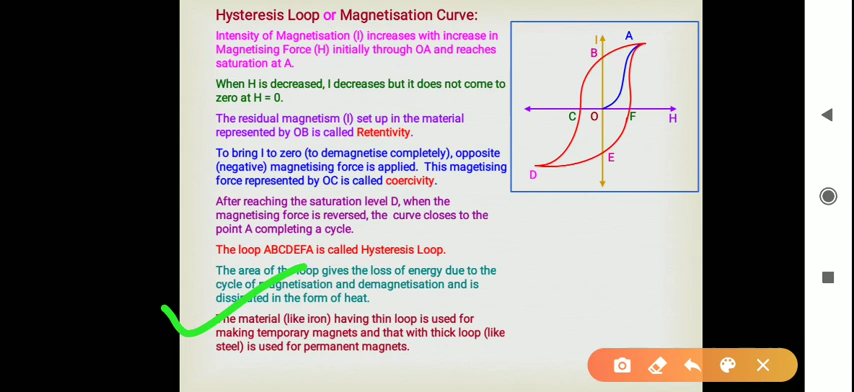 Hysteresis Loop or Magnetisation Curve:
Intensity of Magnetisation (I) increases with increase in
Magnetising Force (H) initially through OA and reaches
saturation at A.
When H is decreased, I decreases but it does not come to
zero at H = 0.
The residual magnetism (I) set up in the material
represented by OB is called Retentivity.
To bring I to zero (to demagnetise completely), opposite
(negative) magnetising force is applied. This magetising
force represented by OC is called coercivity.
After reaching the saturation level D, when the
magnetising force is reversed, the curve closes to the
point A completing a cycle.
The loop ABCDEFA is called Hysteresis Loop.
The area of the loop gives the loss of energy due to the
cycle of magnetisation and demagnetisation and is
dissipated in the form of heat.
The material (like iron) having thin loop is used for
making temporary magnets and that with thick loop (like
steel) is used for permanent magnets.
I
A
B
C
O
F
H
E
D